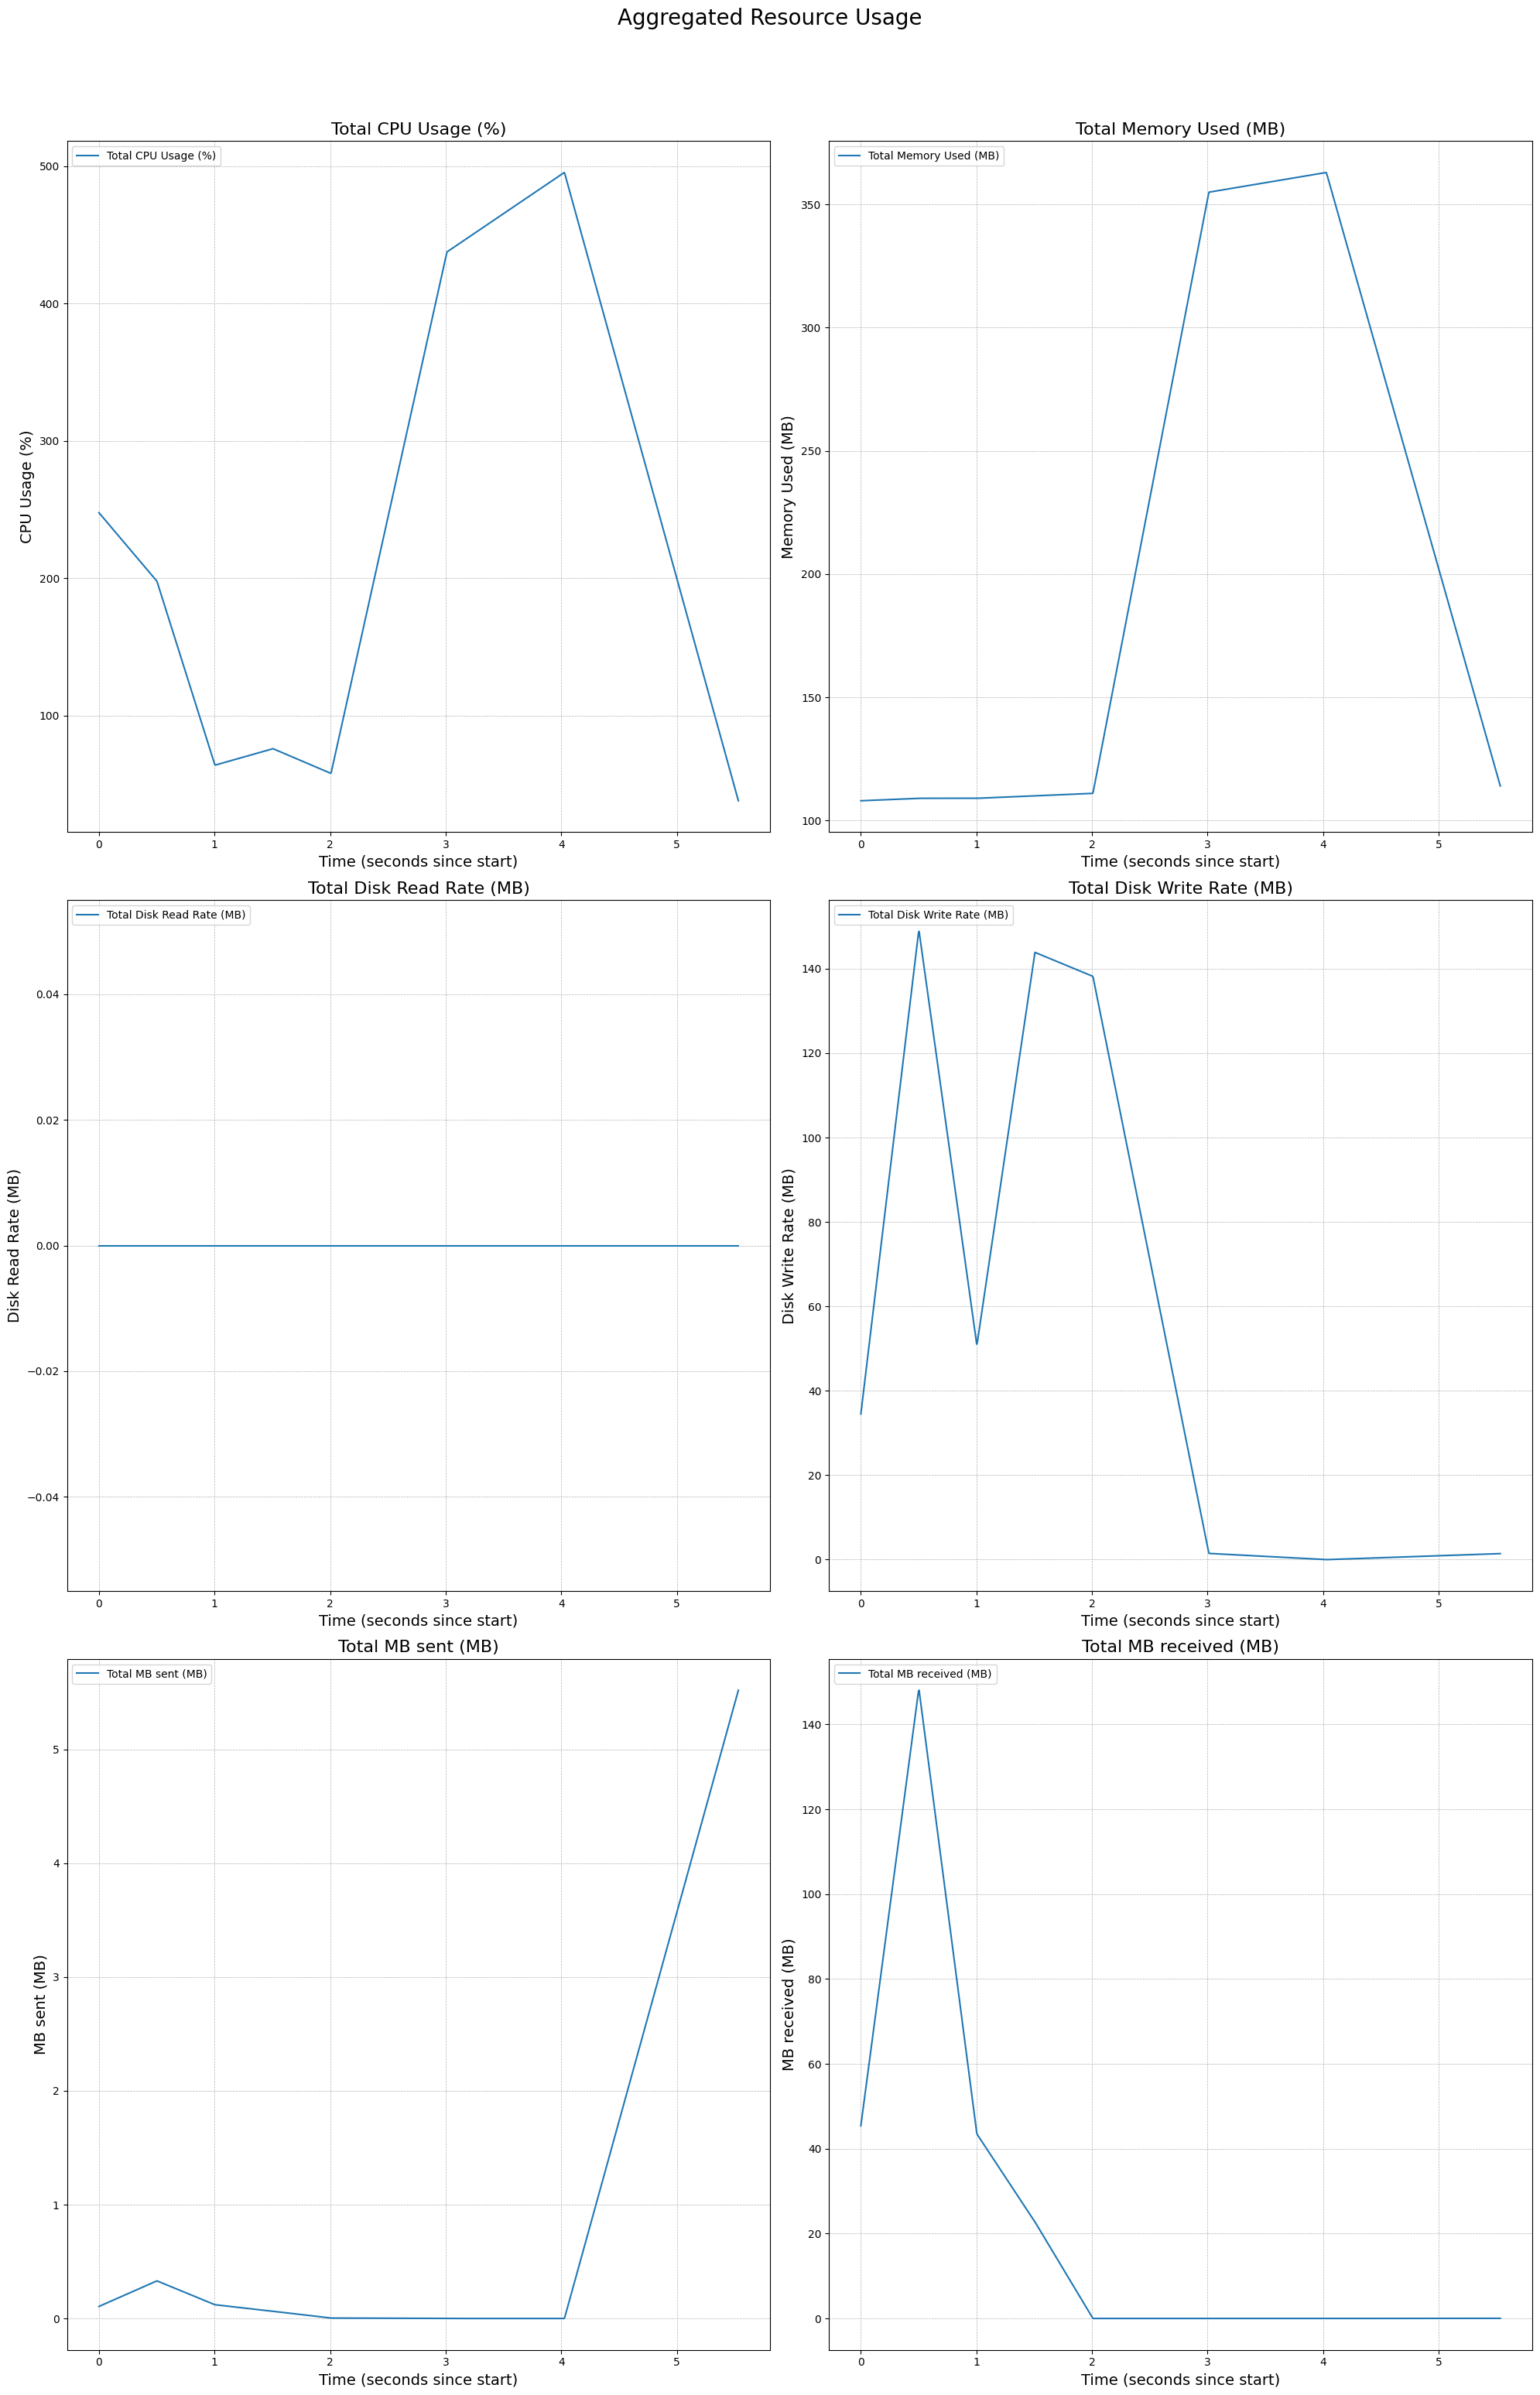 Aggregated Resource Usage
Total CPU Usage (%)
Total CPU Usage (%)
500
400
300
200
100
CPU Usage (%)
0 1 2 3 4 5
Time (seconds since start)
Total Memory Used (MB)
Total Memory Used (MB)
350
300
250
200
150
100
Memory Used (MB)
0 1 2 3 4 5
Time (seconds since start)
Total Disk Read Rate (MB)
Total Disk Read Rate (MB)
0.04
0.02
0.00
−0.02
−0.04
Disk Read Rate (MB)
0 1 2 3 4 5
Time (seconds since start)
Total Disk Write Rate (MB)
Total Disk Write Rate (MB)
140
120
100
80
60
40
20
0
Disk Write Rate (MB)
0 1 2 3 4 5
Time (seconds since start)
Total MB sent (MB)
Total MB sent (MB)
5
4
3
2
1
0
MB sent (MB)
0 1 2 3 4 5
Time (seconds since start)
Total MB received (MB)
Total MB received (MB)
140
120
100
80
60
40
20
0
MB received (MB)
0 1 2 3 4 5
Time (seconds since start)